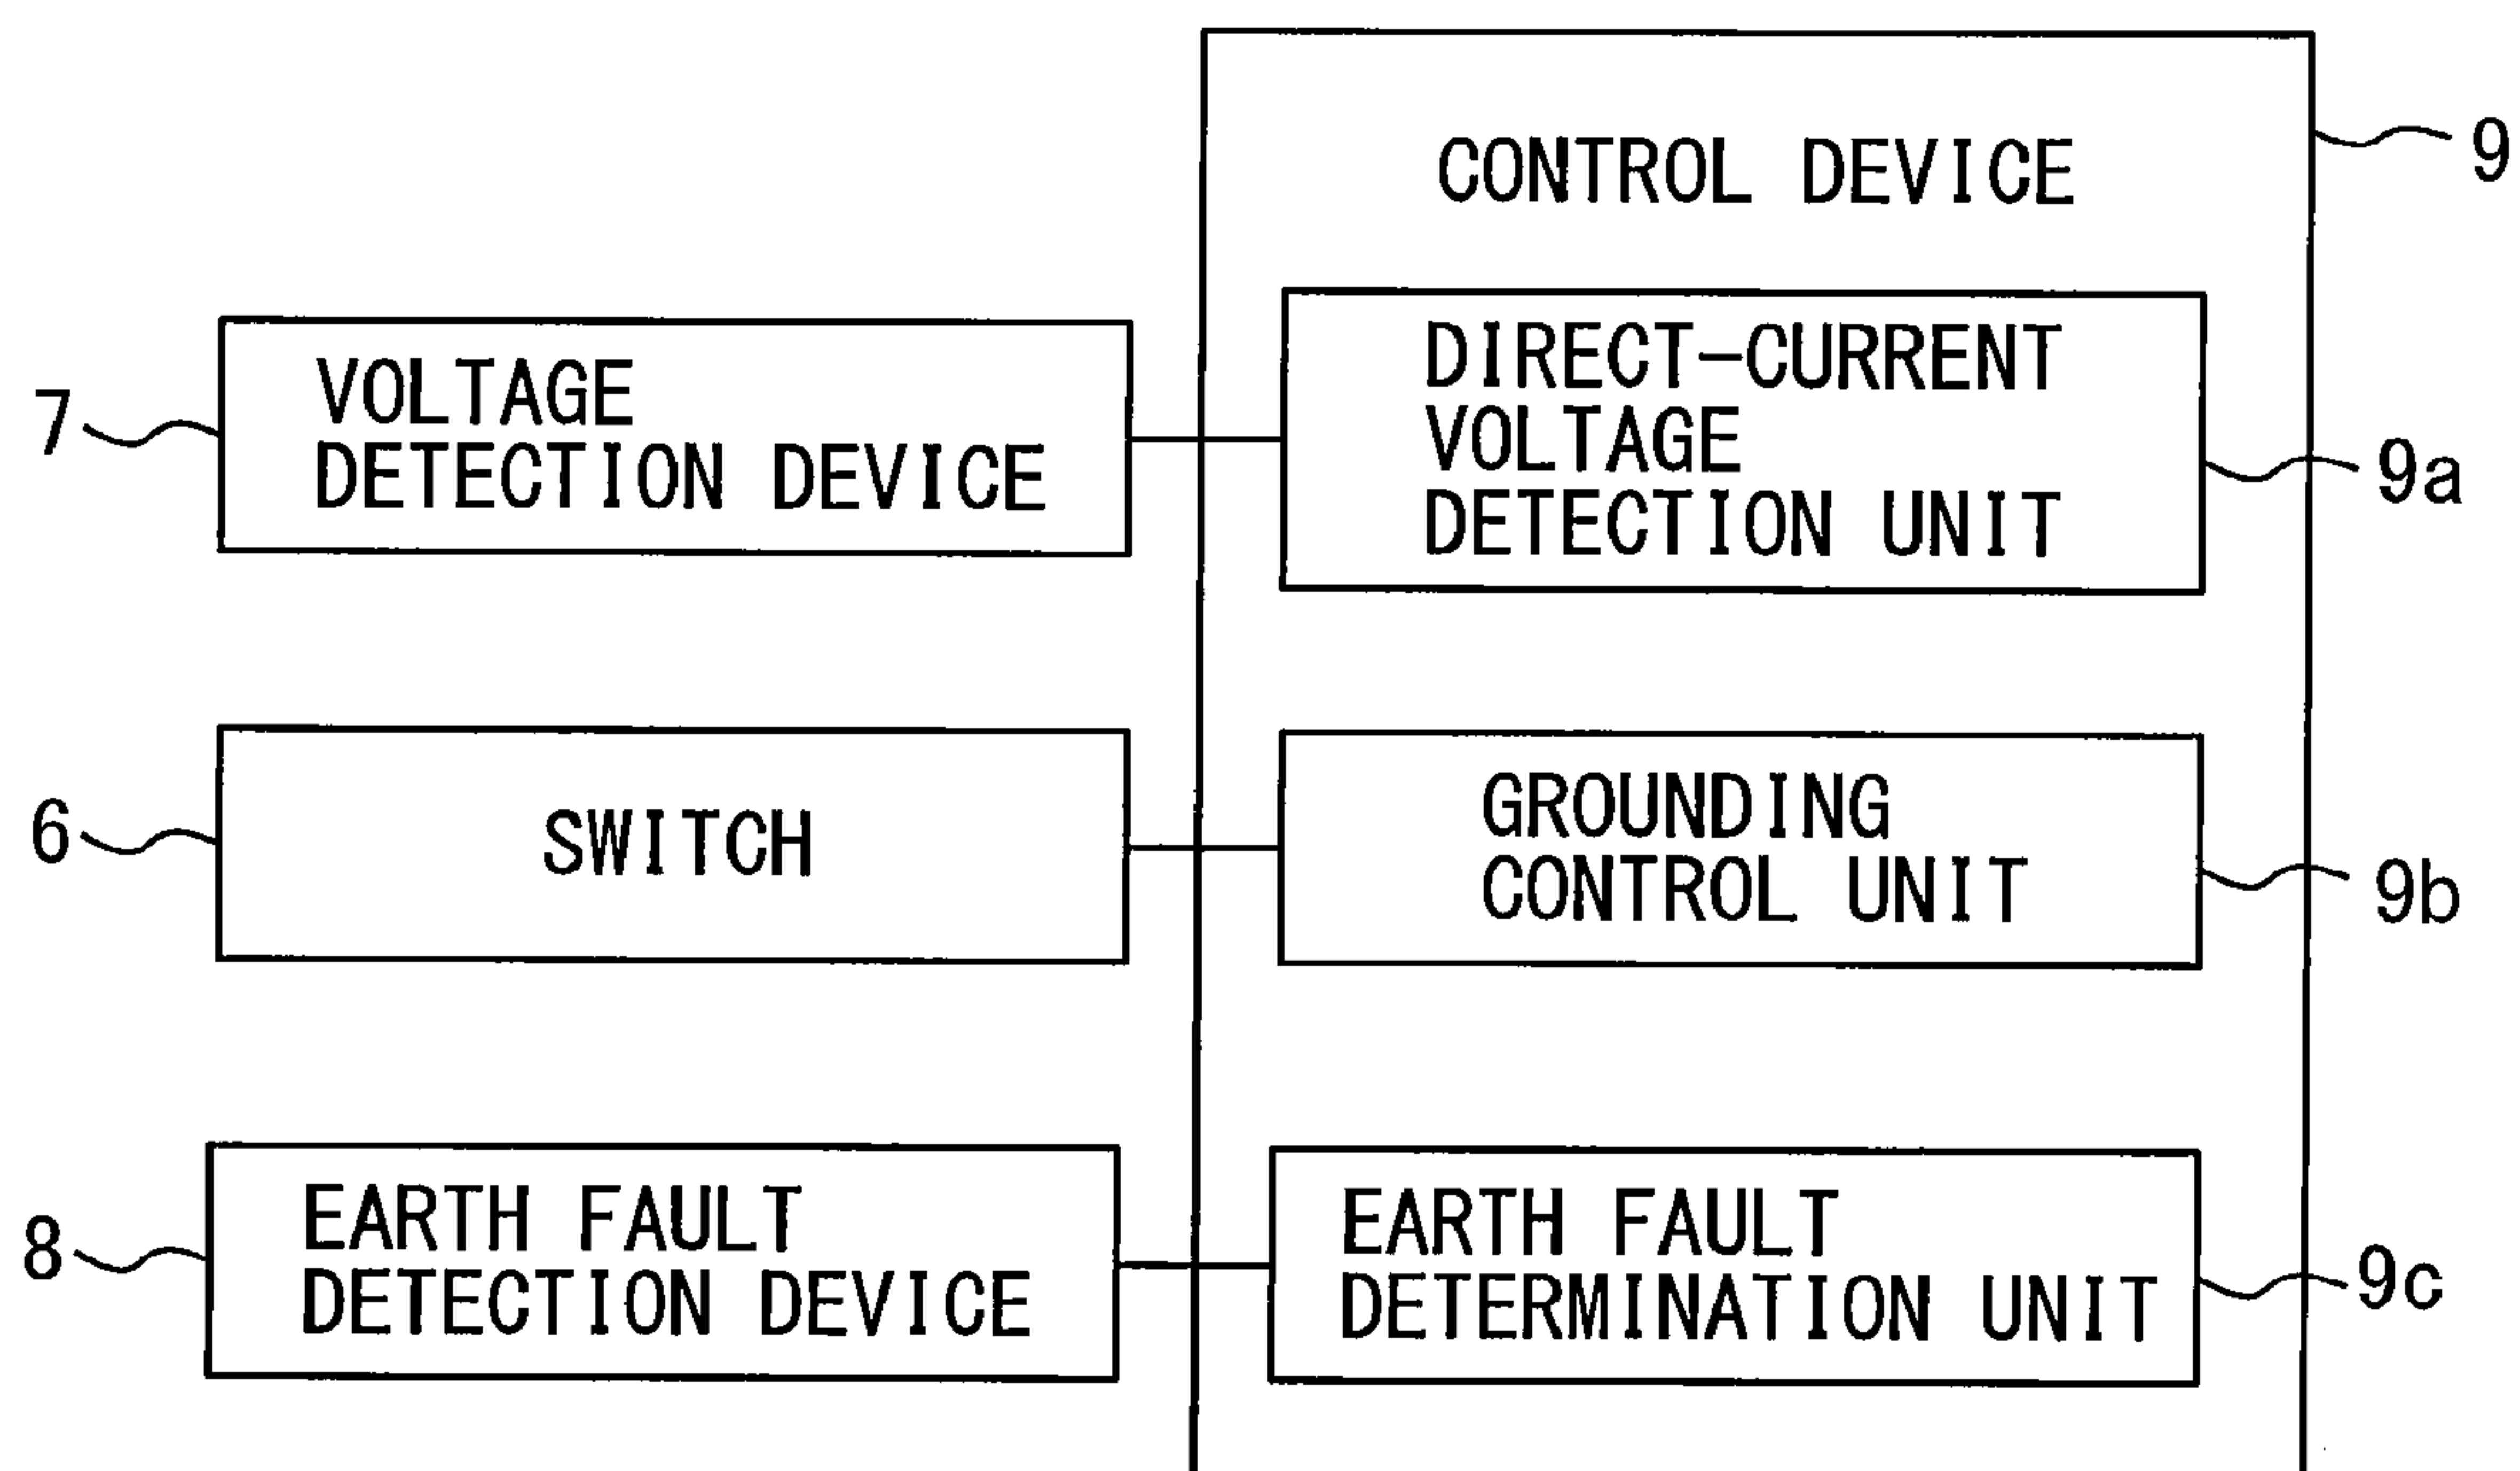 CONTROL DEVICE
9
7
VOLTAGE
DETECTION DEVICE
DIRECT-CURRENT
VOLTAGE
DETECTION UNIT
9a
6
SWITCH
GROUNDING
CONTROL UNIT
9b
8
EARTH FAULT
DETECTION DEVICE
EARTH FAULT
DETERMINATION UNIT
9c